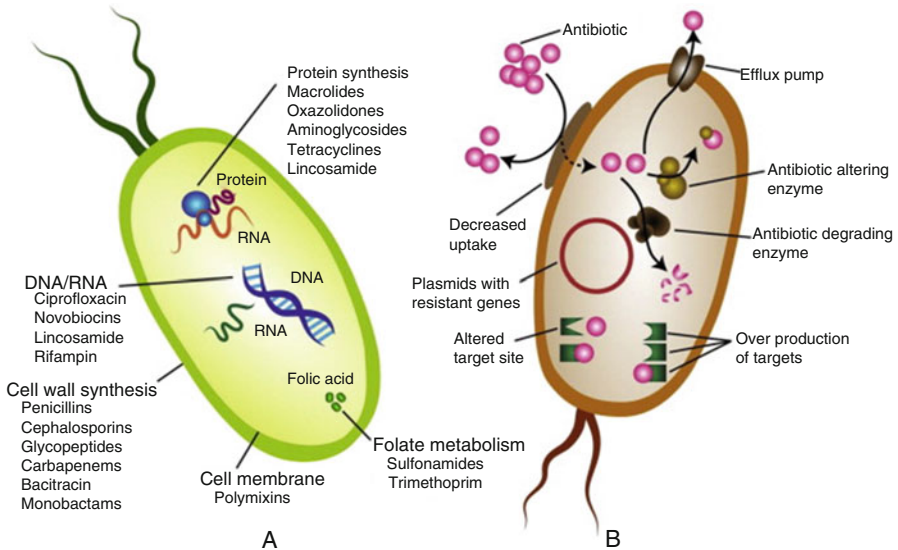 Protein synthesis
Macrolides
Oxazolidones
Aminoglycosides
Tetracyclines
Lincosamide
Protein
RNA
DNA/RNA
Ciprofloxacin
Novobiocins
Lincosamide
Rifampin
DNA
RNA
Cell wall synthesis
Penicillins
Cephalosporins
Glycopeptides
Carbapenems
Bacitracin
Monobactams
Folic acid
Folate metabolism
Sulfonamides
Trimethoprim
Cell membrane
Polymixins
A
Antibiotic
Efflux pump
Antibiotic altering
enzyme
Decreased
uptake
Antibiotic degrading
enzyme
Plasmids with
resistant genes
Altered
target site
Over production
of targets
B